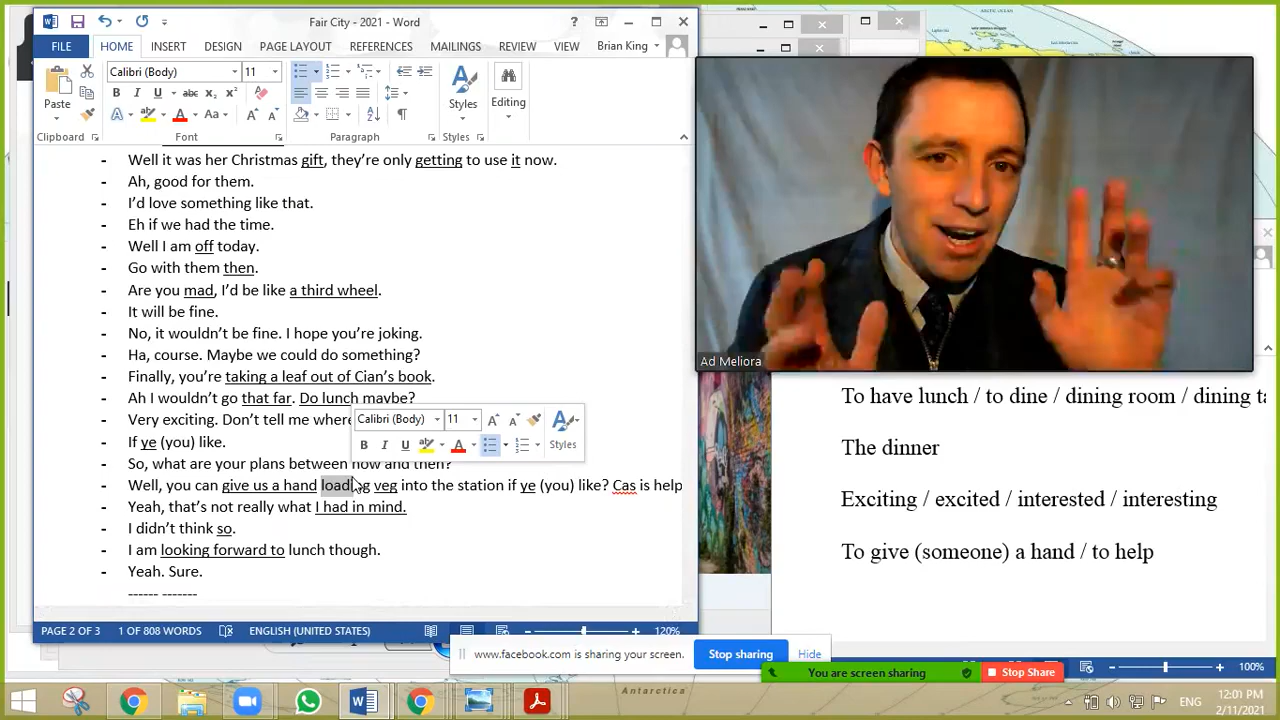 Fair City - 2021 - Word
?
FILE
HOME
INSERT
DESIGN
PAGE LAYOUT
REFERENCES
MAILINGS
REVIEW
VIEW
Brian King
Paste
Calibri (Body)
11
B I U abc x₂ x²
A A Aa A A
Styles
Editing
Clipboard
Font
Paragraph
Styles
- Well it was her Christmas gift, they’re only getting to use it now.
- Ah, good for them.
- I’d love something like that.
- Eh if we had the time.
- Well I am off today.
- Go with them then.
- Are you mad, I’d be like a third wheel.
- It will be fine.
- No, it wouldn’t be fine. I hope you’re joking.
- Ha, course. Maybe we could do something?
- Finally, you’re taking a leaf out of Cian’s book.
- Ah I wouldn’t go that far. Do lunch maybe?
- Very exciting. Don’t tell me where
- If ye (you) like.
- So, what are your plans between now and then?
- Well, you can give us a hand loading veg into the station if ye (you) like? Cas is help
- Yeah, that’s not really what I had in mind.
- I didn’t think so.
- I am looking forward to lunch though.
- Yeah. Sure.
------ -------
Calibri (Body)
11
B I U
A
Styles
PAGE 2 OF 3
1 OF 808 WORDS
ENGLISH (UNITED STATES)
120%
Ad Meliora
To have lunch / to dine / dining room / dining ta
The dinner
Exciting / excited / interested / interesting
To give (someone) a hand / to help
100%
www.facebook.com is sharing your screen.
Stop sharing
Hide
You are screen sharing
Stop Share
Antarctica
ENG
12:01 PM
2/11/2021